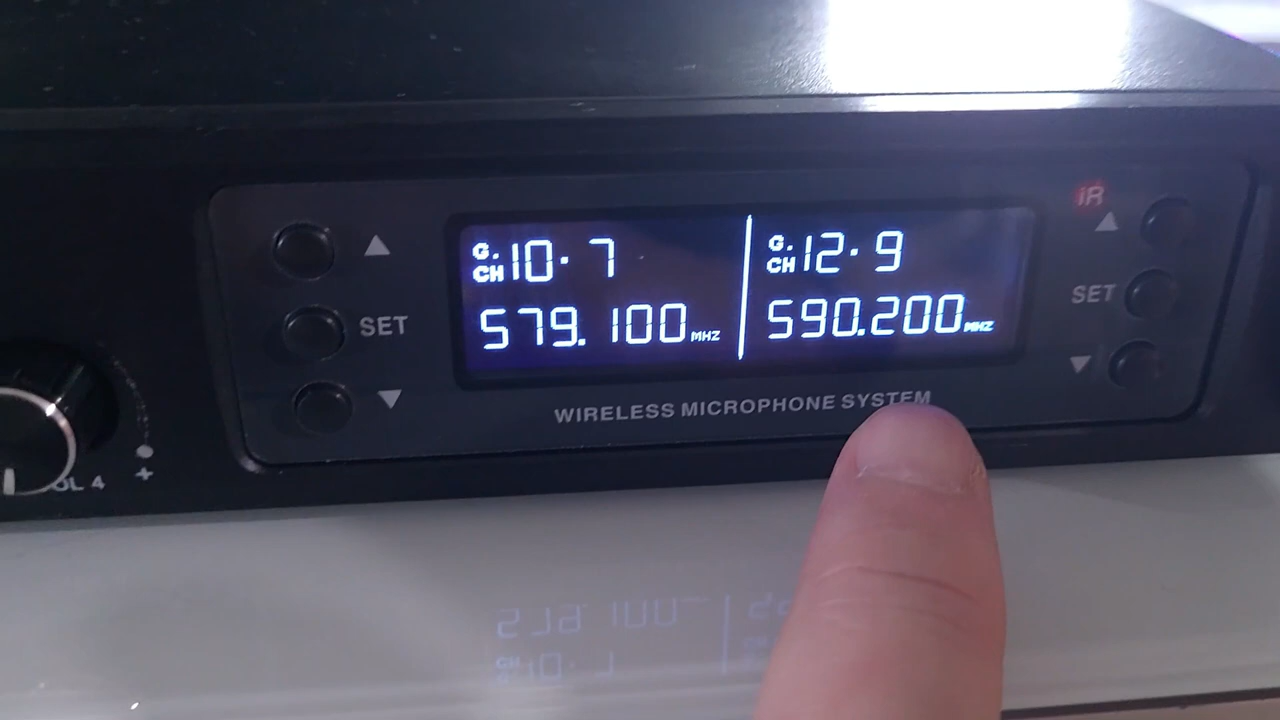 iR
G.
CH 10·7
579.100 MHZ
G.
CH 12·9
590.200 MHZ
SET
SET
WIRELESS MICROPHONE SYSTEM
4
+